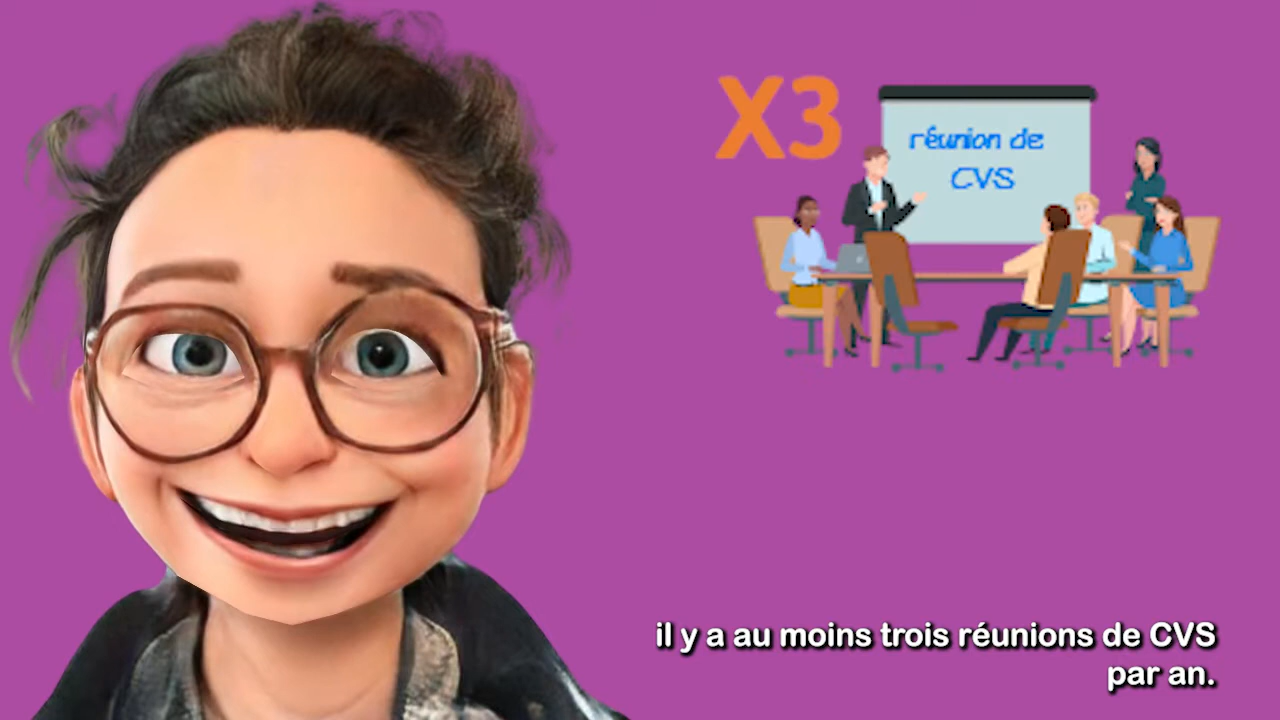 X3
réunion de
CVS
il y a au moins trois réunions de CVS
par an.